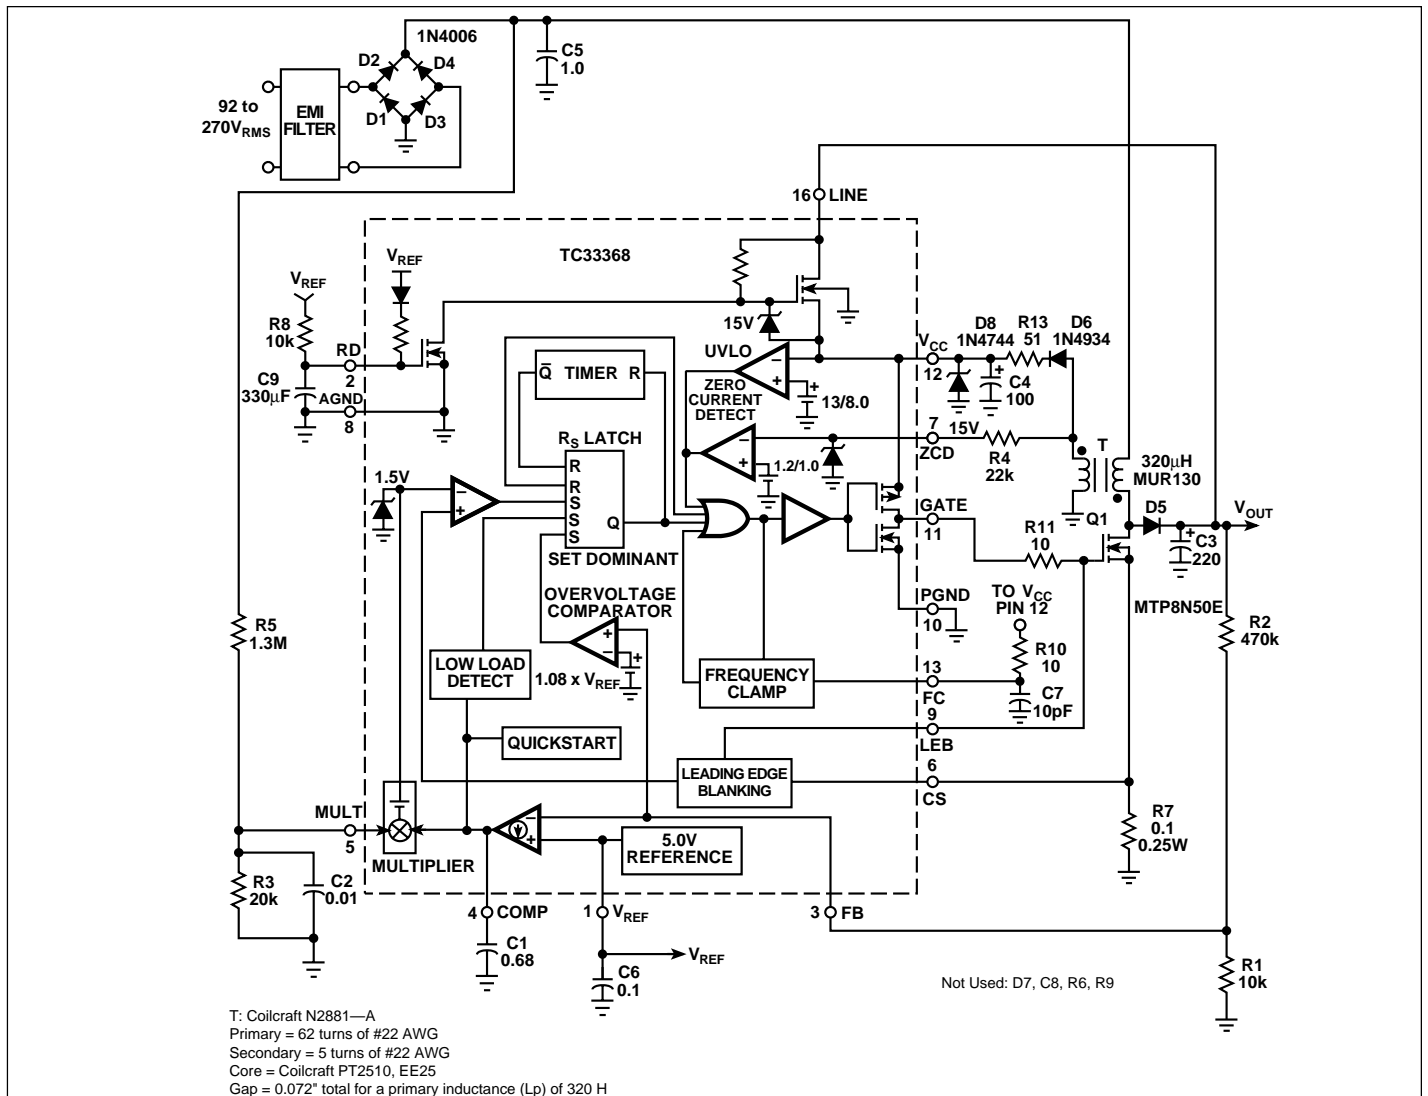 1N4006
D2
D4
D1
D3
C5
1.0
92 to
270VRMS
EMI
FILTER
16
LINE
TC33368
VREF
VREF
R8
10k
RD
2
C9
330µF
AGND
8
15V
UVLO
VCC
12
D8
1N4744
R13
51
D6
1N4934
C4
100
13/8.0
ZERO
CURRENT
DETECT
Q̅ TIMER R
RS LATCH
R
R
S
S
S
Q
SET DOMINANT
1.5V
1.2/1.0
7
ZCD
15V
R4
22k
T
320µH
MUR130
D5
VOUT
Q1
C3
220
GATE
11
R11
10
MTP8N50E
PGND
10
TO VCC
PIN 12
R10
10
R2
470k
R5
1.3M
OVERVOLTAGE
COMPARATOR
1.08 x VREF
LOW LOAD
DETECT
FREQUENCY
CLAMP
13
FC
C7
10pF
9
LEB
QUICKSTART
LEADING EDGE
BLANKING
6
CS
MULT
5
MULTIPLIER
5.0V
REFERENCE
R7
0.1
0.25W
R3
20k
C2
0.01
4
COMP
1
VREF
3
FB
C1
0.68
VREF
C6
0.1
R1
10k
Not Used: D7, C8, R6, R9
T: Coilcraft N2881—A
Primary = 62 turns of #22 AWG
Secondary = 5 turns of #22 AWG
Core = Coilcraft PT2510, EE25
Gap = 0.072" total for a primary inductance (Lp) of 320 H